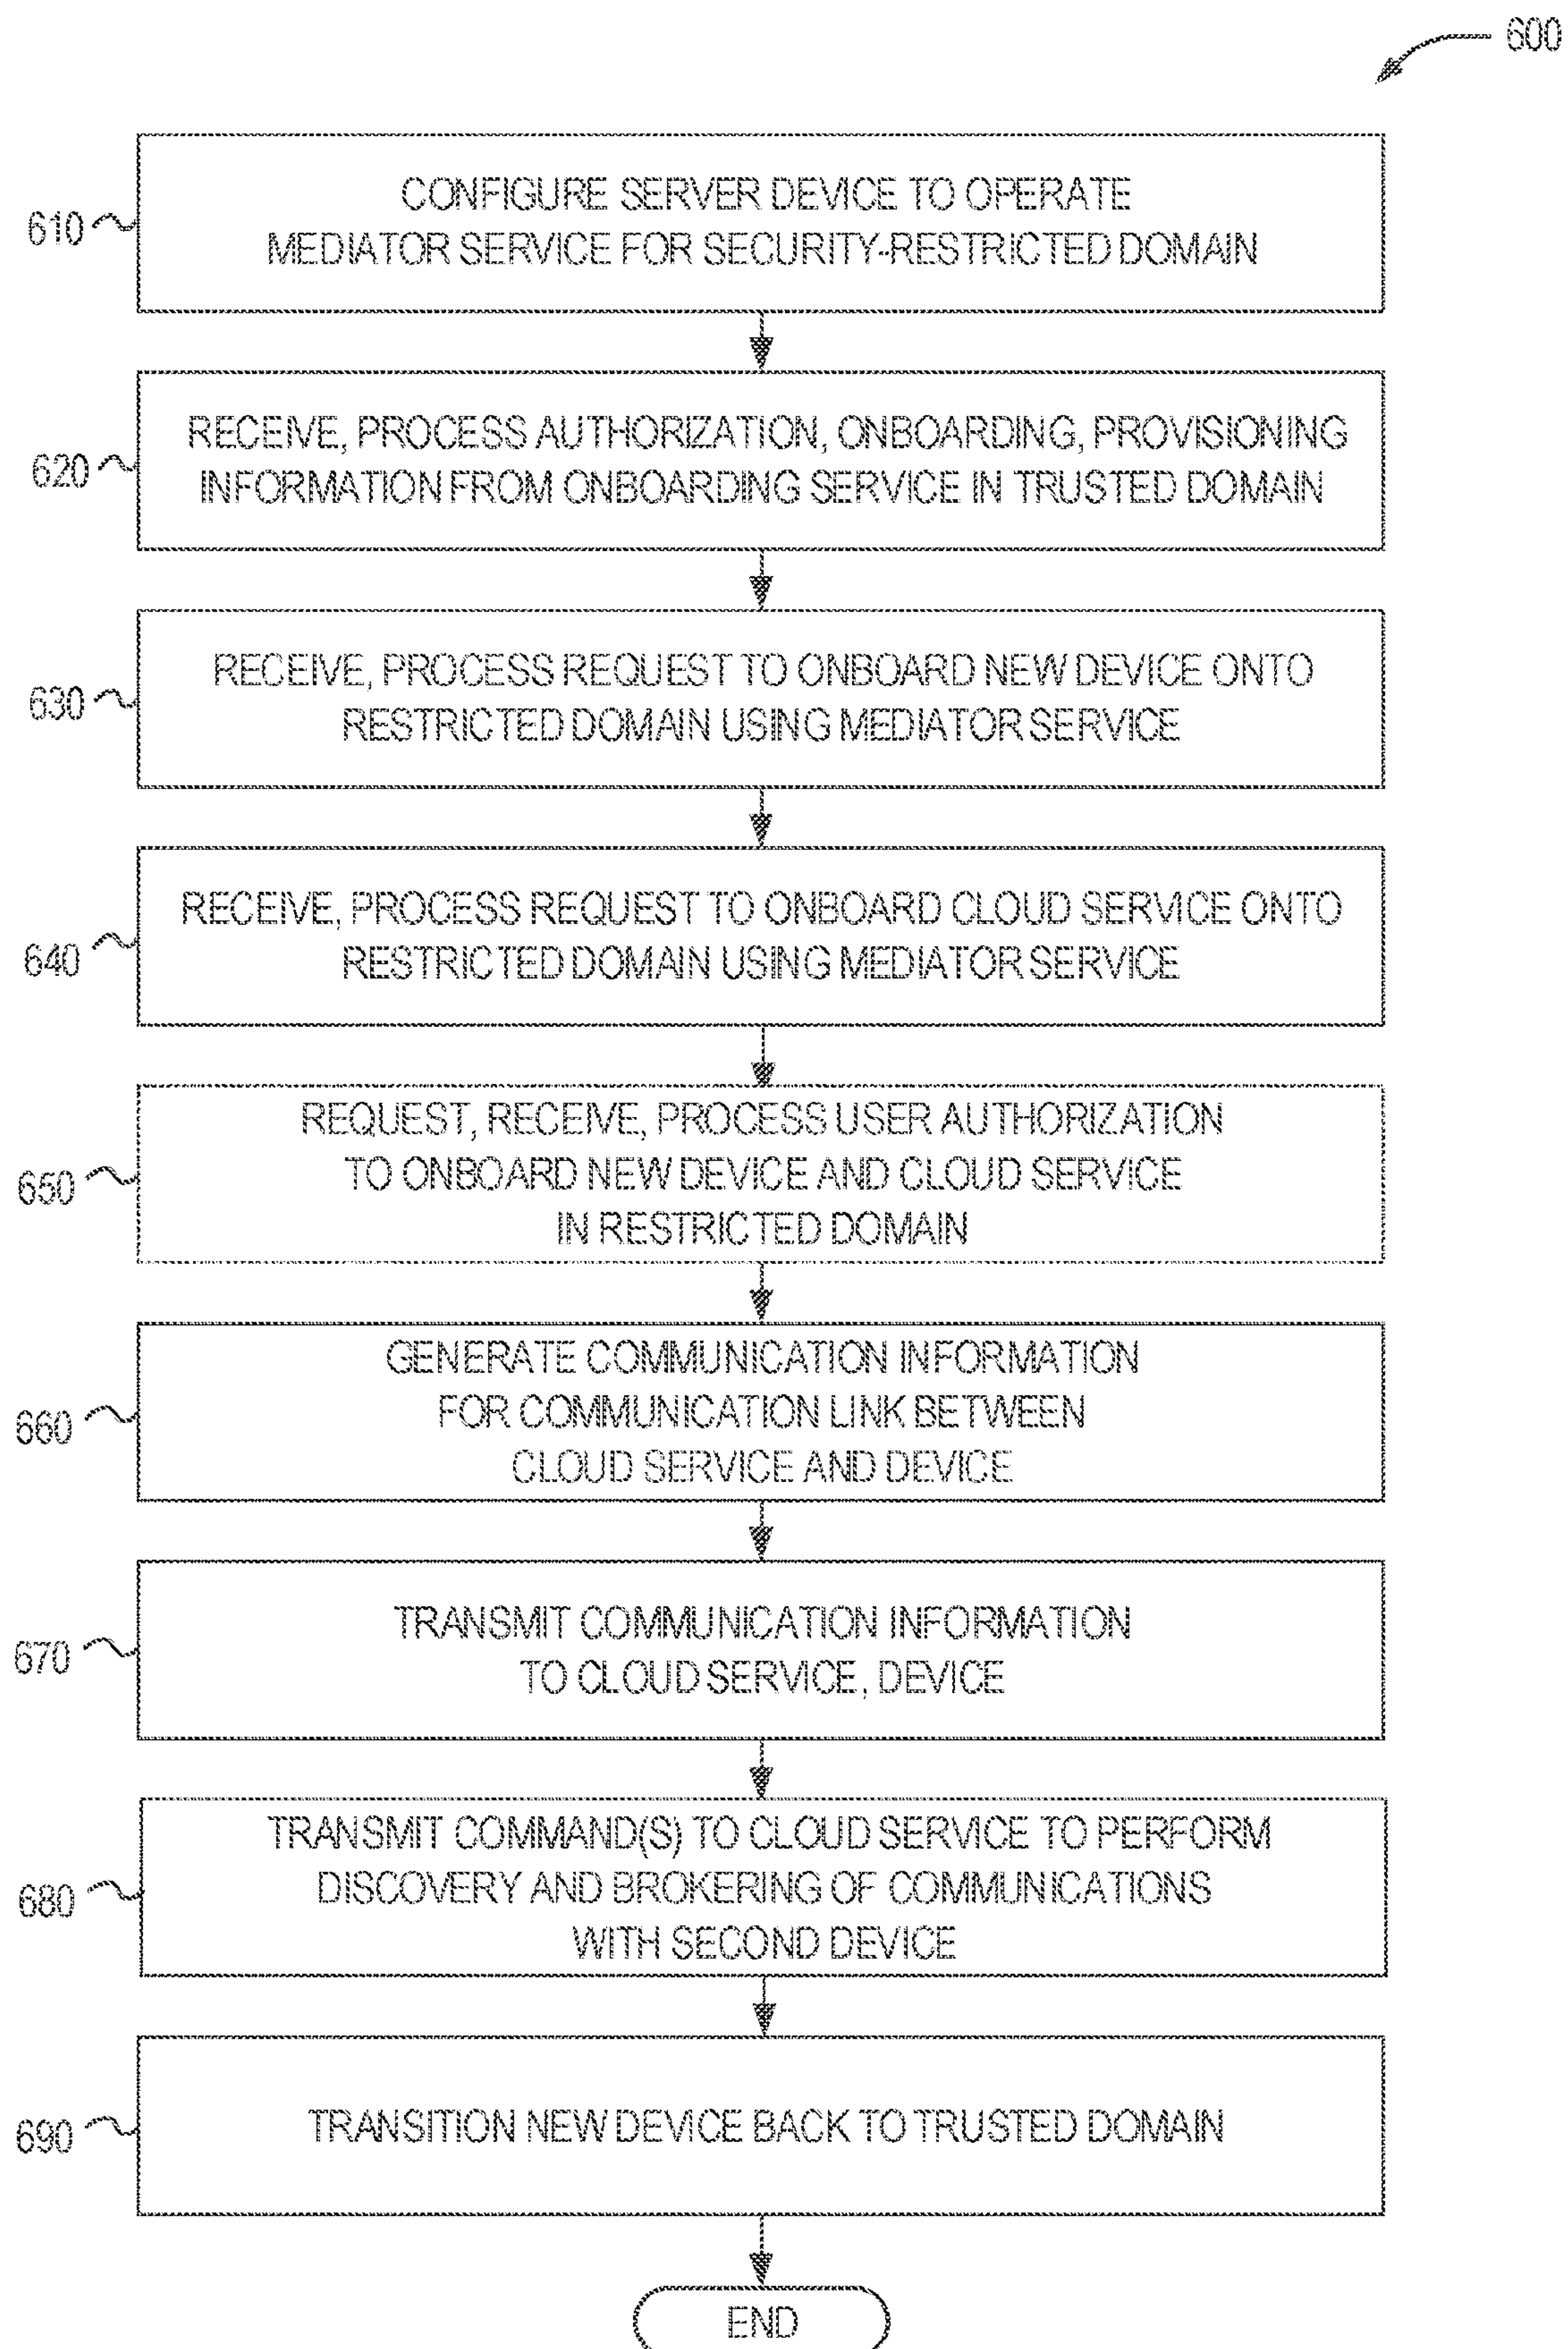 600
610
CONFIGURE SERVER DEVICE TO OPERATE
MEDIATOR SERVICE FOR SECURITY-RESTRICTED DOMAIN
620
RECEIVE, PROCESS AUTHORIZATION, ONBOARDING, PROVISIONING
INFORMATION FROM ONBOARDING SERVICE IN TRUSTED DOMAIN
630
RECEIVE, PROCESS REQUEST TO ONBOARD NEW DEVICE ONTO
RESTRICTED DOMAIN USING MEDIATOR SERVICE
640
RECEIVE, PROCESS REQUEST TO ONBOARD CLOUD SERVICE ONTO
RESTRICTED DOMAIN USING MEDIATOR SERVICE
650
REQUEST, RECEIVE, PROCESS USER AUTHORIZATION
TO ONBOARD NEW DEVICE AND CLOUD SERVICE
IN RESTRICTED DOMAIN
660
GENERATE COMMUNICATION INFORMATION
FOR COMMUNICATION LINK BETWEEN
CLOUD SERVICE AND DEVICE
670
TRANSMIT COMMUNICATION INFORMATION
TO CLOUD SERVICE, DEVICE
680
TRANSMIT COMMAND(S) TO CLOUD SERVICE TO PERFORM
DISCOVERY AND BROKERING OF COMMUNICATIONS
WITH SECOND DEVICE
690
TRANSITION NEW DEVICE BACK TO TRUSTED DOMAIN
END